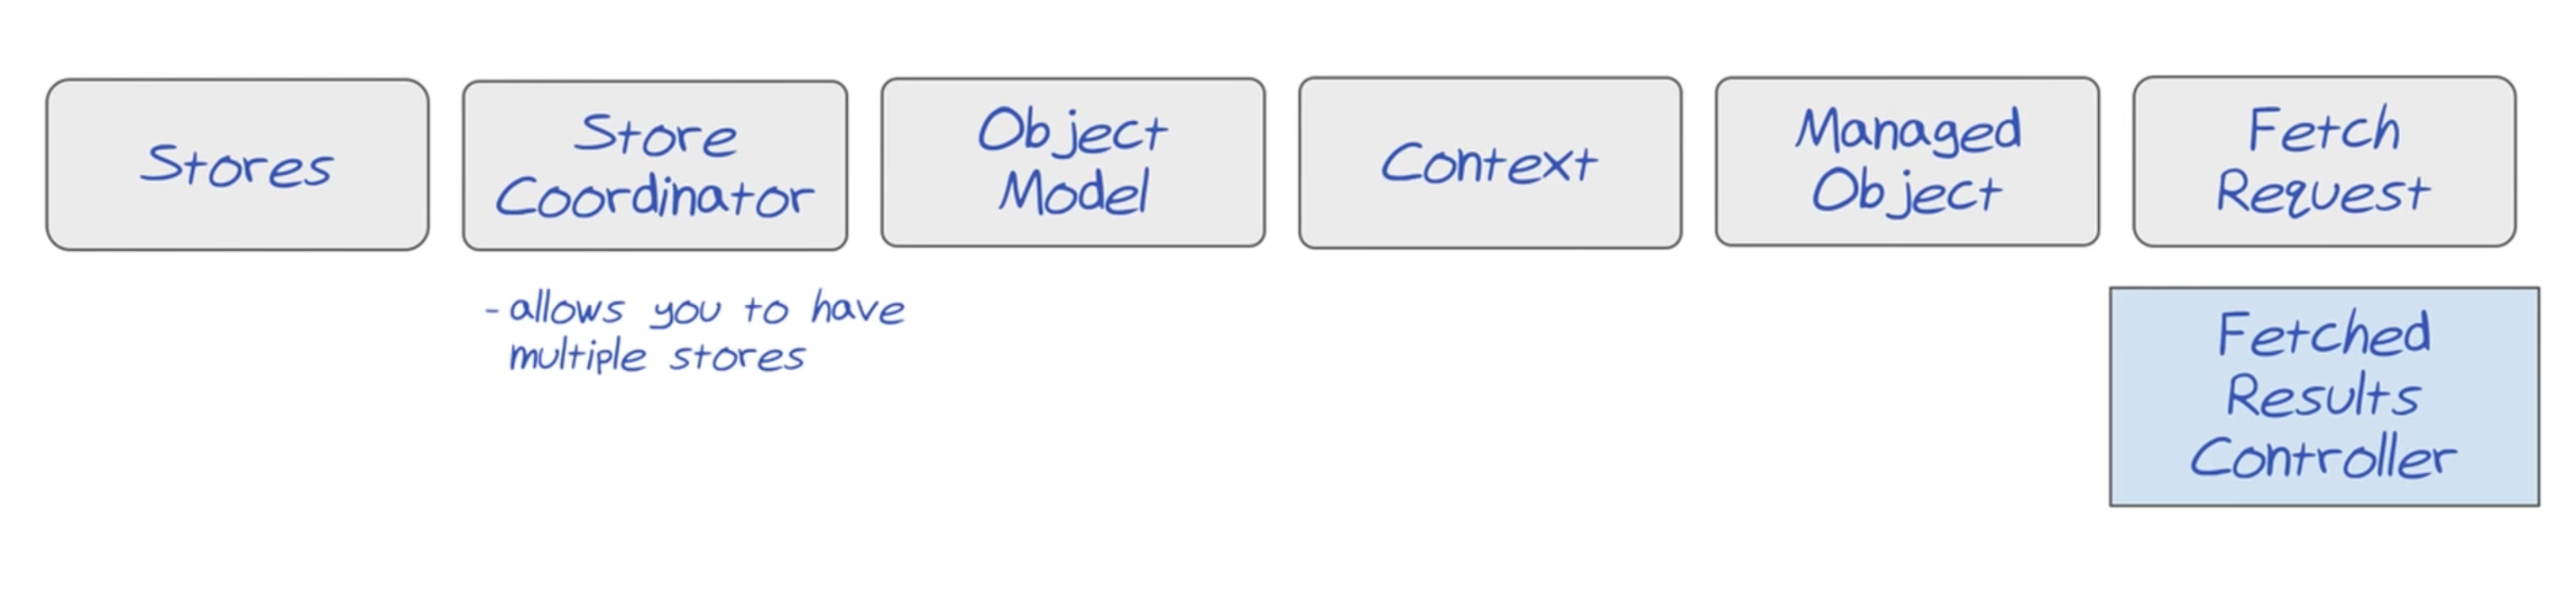 Stores
Store
Coordinator
Object
Model
Context
Managed
Object
Fetch
Request
- allows you to have
multiple stores
Fetched
Results
Controller